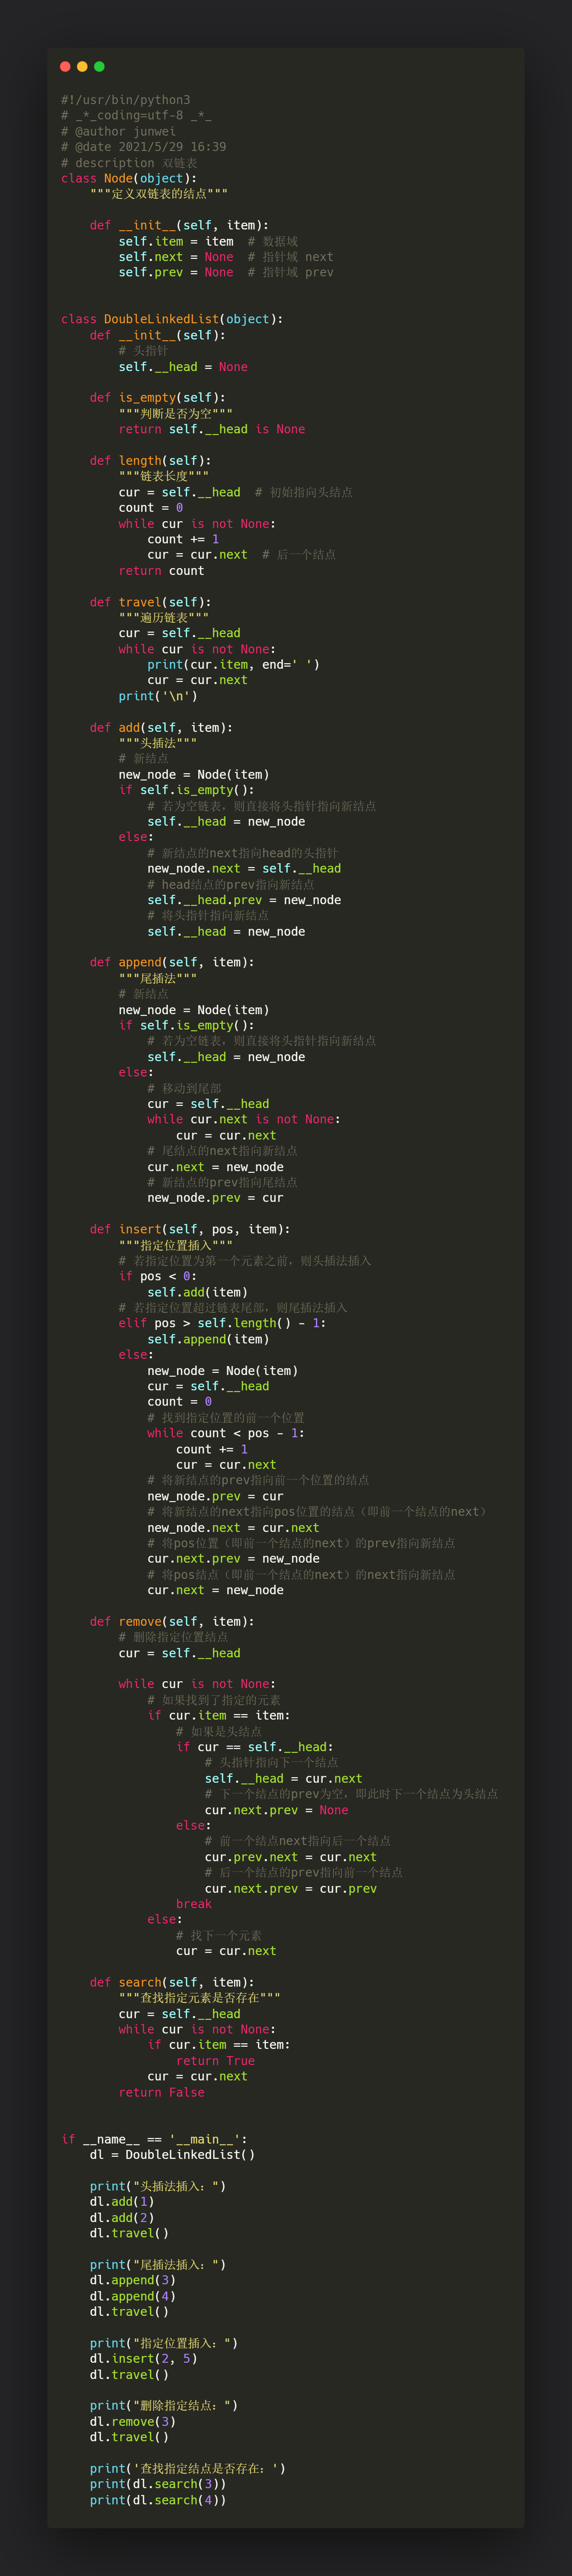 #!/usr/bin/python3
# _*_coding=utf-8 _*_
# @author junwei
# @date 2021/5/29 16:39
# description 双链表
class Node(object):
    """定义双链表的结点"""

    def __init__(self, item):
        self.item = item  # 数据域
        self.next = None  # 指针域 next
        self.prev = None  # 指针域 prev


class DoubleLinkedList(object):
    def __init__(self):
        # 头指针
        self.__head = None

    def is_empty(self):
        """判断是否为空"""
        return self.__head is None

    def length(self):
        """链表长度"""
        cur = self.__head  # 初始指向头结点
        count = 0
        while cur is not None:
            count += 1
            cur = cur.next  # 后一个结点
        return count

    def travel(self):
        """遍历链表"""
        cur = self.__head
        while cur is not None:
            print(cur.item, end=' ')
            cur = cur.next
        print('\n')

    def add(self, item):
        """头插法"""
        # 新结点
        new_node = Node(item)
        if self.is_empty():
            # 若为空链表，则直接将头指针指向新结点
            self.__head = new_node
        else:
            # 新结点的next指向head的头指针
            new_node.next = self.__head
            # head结点的prev指向新结点
            self.__head.prev = new_node
            # 将头指针指向新结点
            self.__head = new_node

    def append(self, item):
        """尾插法"""
        # 新结点
        new_node = Node(item)
        if self.is_empty():
            # 若为空链表，则直接将头指针指向新结点
            self.__head = new_node
        else:
            # 移动到尾部
            cur = self.__head
            while cur.next is not None:
                cur = cur.next
            # 尾结点的next指向新结点
            cur.next = new_node
            # 新结点的prev指向尾结点
            new_node.prev = cur

    def insert(self, pos, item):
        """指定位置插入"""
        # 若指定位置为第一个元素之前，则头插法插入
        if pos < 0:
            self.add(item)
        # 若指定位置超过链表尾部，则尾插法插入
        elif pos > self.length() - 1:
            self.append(item)
        else:
            new_node = Node(item)
            cur = self.__head
            count = 0
            # 找到指定位置的前一个位置
            while count < pos - 1:
                count += 1
                cur = cur.next
            # 将新结点的prev指向前一个位置的结点
            new_node.prev = cur
            # 将新结点的next指向pos位置的结点（即前一个结点的next）
            new_node.next = cur.next
            # 将pos位置（即前一个结点的next）的prev指向新结点
            cur.next.prev = new_node
            # 将pos结点（即前一个结点的next）的next指向新结点
            cur.next = new_node

    def remove(self, item):
        # 删除指定位置结点
        cur = self.__head

        while cur is not None:
            # 如果找到了指定的元素
            if cur.item == item:
                # 如果是头结点
                if cur == self.__head:
                    # 头指针指向下一个结点
                    self.__head = cur.next
                    # 下一个结点的prev为空，即此时下一个结点为头结点
                    cur.next.prev = None
                else:
                    # 前一个结点next指向后一个结点
                    cur.prev.next = cur.next
                    # 后一个结点的prev指向前一个结点
                    cur.next.prev = cur.prev
                break
            else:
                # 找下一个元素
                cur = cur.next

    def search(self, item):
        """查找指定元素是否存在"""
        cur = self.__head
        while cur is not None:
            if cur.item == item:
                return True
            cur = cur.next
        return False


if __name__ == '__main__':
    dl = DoubleLinkedList()

    print("头插法插入：")
    dl.add(1)
    dl.add(2)
    dl.travel()

    print("尾插法插入：")
    dl.append(3)
    dl.append(4)
    dl.travel()

    print("指定位置插入：")
    dl.insert(2, 5)
    dl.travel()

    print("删除指定结点：")
    dl.remove(3)
    dl.travel()

    print('查找指定结点是否存在：')
    print(dl.search(3))
    print(dl.search(4))